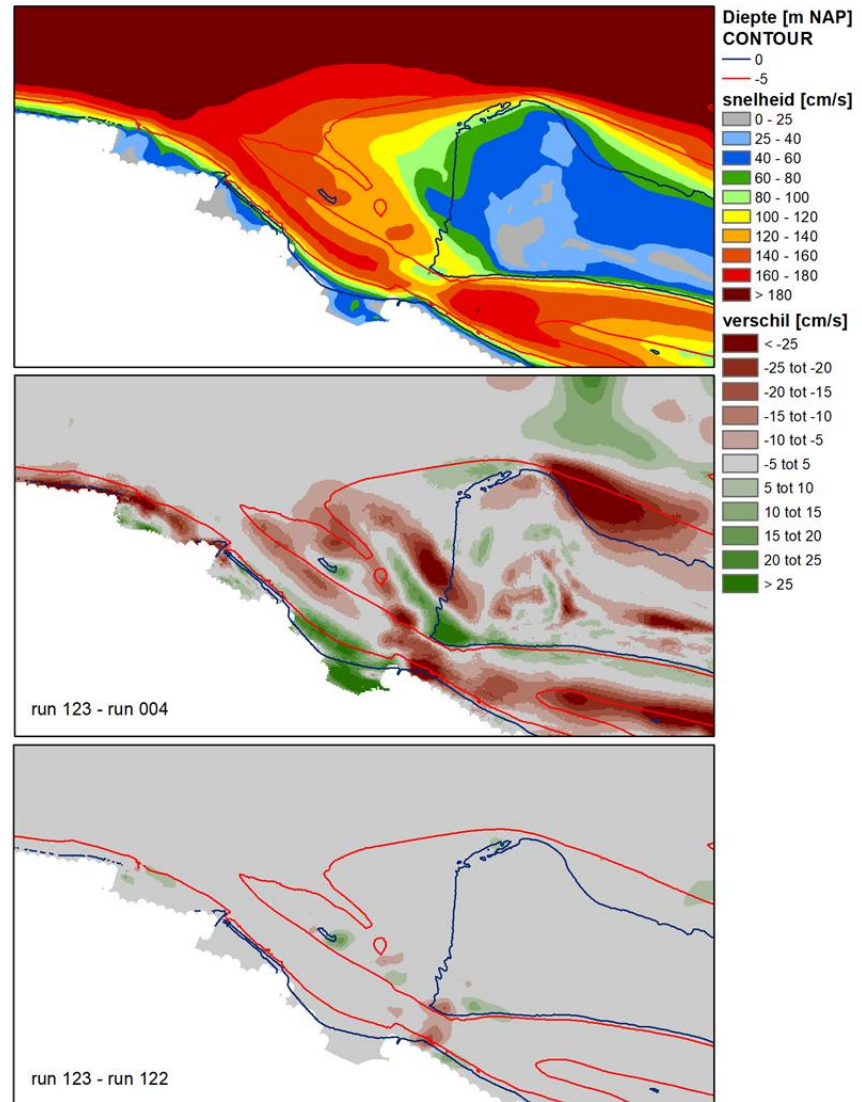 Diepte [m NAP]
CONTOUR
0
-5
snelheid [cm/s]
0 - 25
25 - 40
40 - 60
60 - 80
80 - 100
100 - 120
120 - 140
140 - 160
160 - 180
> 180
verschil [cm/s]
< -25
-25 tot -20
-20 tot -15
-15 tot -10
-10 tot -5
-5 tot 5
5 tot 10
10 tot 15
15 tot 20
20 tot 25
> 25
run 123 - run 004
run 123 - run 122